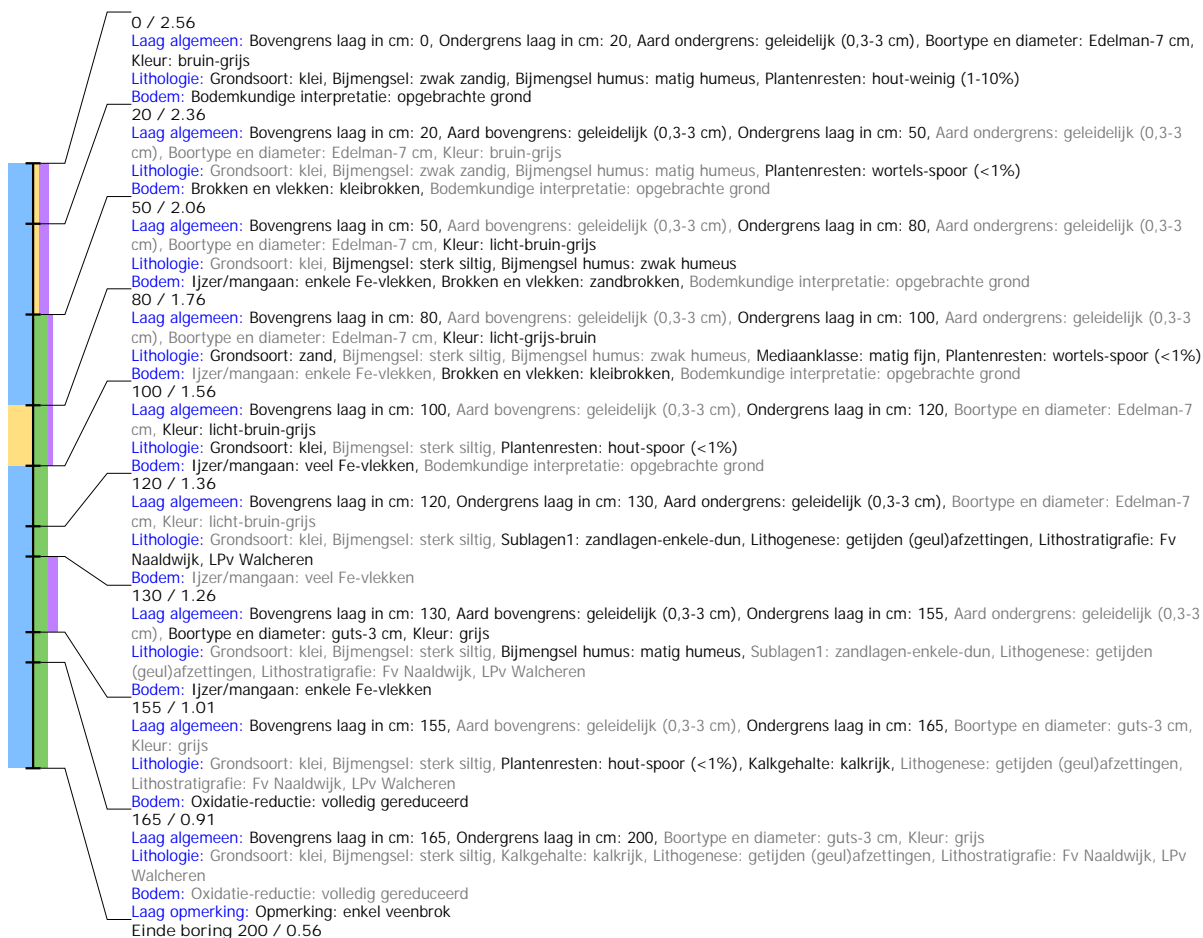 0 / 2.56
Laag algemeen: Bovengrens laag in cm: 0, Ondergrens laag in cm: 20, Aard ondergrens: geleidelijk (0,3-3 cm), Boortype en diameter: Edelman-7 cm,
Kleur: bruin-grijs
Lithologie: Grondsoort: klei, Bijmengsel: zwak zandig, Bijmengsel humus: matig humeus, Plantenresten: hout-weinig (1-10%)
Bodem: Bodemkundige interpretatie: opgebrachte grond
20 / 2.36
Laag algemeen: Bovengrens laag in cm: 20, Aard bovengrens: geleidelijk (0,3-3 cm), Ondergrens laag in cm: 50, Aard ondergrens: geleidelijk (0,3-3
cm), Boortype en diameter: Edelman-7 cm, Kleur: bruin-grijs
Lithologie: Grondsoort: klei, Bijmengsel: zwak zandig, Bijmengsel humus: matig humeus, Plantenresten: wortels-spoor (<1%)
Bodem: Brokken en vlekken: kleibrokken, Bodemkundige interpretatie: opgebrachte grond
50 / 2.06
Laag algemeen: Bovengrens laag in cm: 50, Aard bovengrens: geleidelijk (0,3-3 cm), Ondergrens laag in cm: 80, Aard ondergrens: geleidelijk (0,3-3
cm), Boortype en diameter: Edelman-7 cm, Kleur: licht-bruin-grijs
Lithologie: Grondsoort: klei, Bijmengsel: sterk siltig, Bijmengsel humus: zwak humeus
Bodem: Ijzer/mangaan: enkele Fe-vlekken, Brokken en vlekken: zandbrokken, Bodemkundige interpretatie: opgebrachte grond
80 / 1.76
Laag algemeen: Bovengrens laag in cm: 80, Aard bovengrens: geleidelijk (0,3-3 cm), Ondergrens laag in cm: 100, Aard ondergrens: geleidelijk (0,3-3
cm), Boortype en diameter: Edelman-7 cm, Kleur: licht-grijs-bruin
Lithologie: Grondsoort: zand, Bijmengsel: sterk siltig, Bijmengsel humus: zwak humeus, Mediaanklasse: matig fijn, Plantenresten: wortels-spoor (<1%)
Bodem: Ijzer/mangaan: enkele Fe-vlekken, Brokken en vlekken: kleibrokken, Bodemkundige interpretatie: opgebrachte grond
100 / 1.56
Laag algemeen: Bovengrens laag in cm: 100, Aard bovengrens: geleidelijk (0,3-3 cm), Ondergrens laag in cm: 120, Boortype en diameter: Edelman-7
cm, Kleur: licht-bruin-grijs
Lithologie: Grondsoort: klei, Bijmengsel: sterk siltig, Plantenresten: hout-spoor (<1%)
Bodem: Ijzer/mangaan: veel Fe-vlekken, Bodemkundige interpretatie: opgebrachte grond
120 / 1.36
Laag algemeen: Bovengrens laag in cm: 120, Ondergrens laag in cm: 130, Aard ondergrens: geleidelijk (0,3-3 cm), Boortype en diameter: Edelman-7
cm, Kleur: licht-bruin-grijs
Lithologie: Grondsoort: klei, Bijmengsel: sterk siltig, Sublagen1: zandlagen-enkele-dun, Lithogenese: getijden (geul)afzettingen, Lithostratigrafie: Fv
Naaldwijk, LPv Walcheren
Bodem: Ijzer/mangaan: veel Fe-vlekken
130 / 1.26
Laag algemeen: Bovengrens laag in cm: 130, Aard bovengrens: geleidelijk (0,3-3 cm), Ondergrens laag in cm: 155, Aard ondergrens: geleidelijk (0,3-3
cm), Boortype en diameter: guts-3 cm, Kleur: grijs
Lithologie: Grondsoort: klei, Bijmengsel: sterk siltig, Bijmengsel humus: matig humeus, Sublagen1: zandlagen-enkele-dun, Lithogenese: getijden
(geul)afzettingen, Lithostratigrafie: Fv Naaldwijk, LPv Walcheren
Bodem: Ijzer/mangaan: enkele Fe-vlekken
155 / 1.01
Laag algemeen: Bovengrens laag in cm: 155, Aard bovengrens: geleidelijk (0,3-3 cm), Ondergrens laag in cm: 165, Boortype en diameter: guts-3 cm,
Kleur: grijs
Lithologie: Grondsoort: klei, Bijmengsel: sterk siltig, Plantenresten: hout-spoor (<1%), Kalkgehalte: kalkrijk, Lithogenese: getijden (geul)afzettingen,
Lithostratigrafie: Fv Naaldwijk, LPv Walcheren
Bodem: Oxidatie-reductie: volledig gereduceerd
165 / 0.91
Laag algemeen: Bovengrens laag in cm: 165, Ondergrens laag in cm: 200, Boortype en diameter: guts-3 cm, Kleur: grijs
Lithologie: Grondsoort: klei, Bijmengsel: sterk siltig, Kalkgehalte: kalkrijk, Lithogenese: getijden (geul)afzettingen, Lithostratigrafie: Fv Naaldwijk, LPv
Walcheren
Bodem: Oxidatie-reductie: volledig gereduceerd
Laag opmerking: Opmerking: enkel veenbrok
Einde boring 200 / 0.56